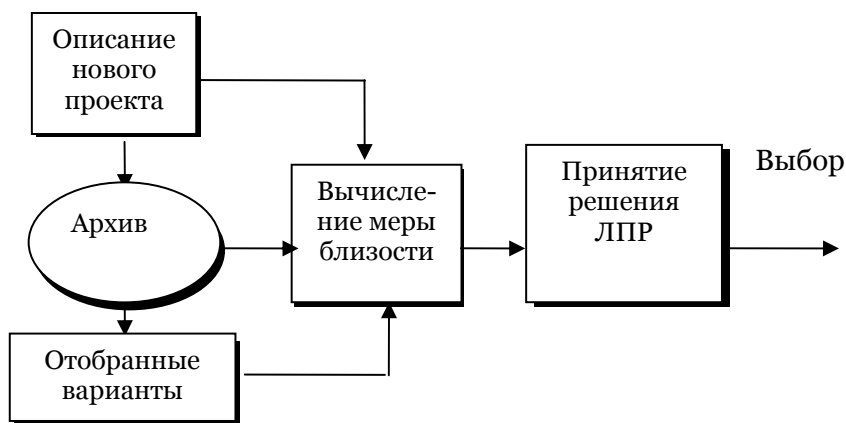 Описание
нового
проекта
Архив
Отобранные
варианты
Вычисле-
ние меры
близости
Принятие
решения
ЛПР
Выбор